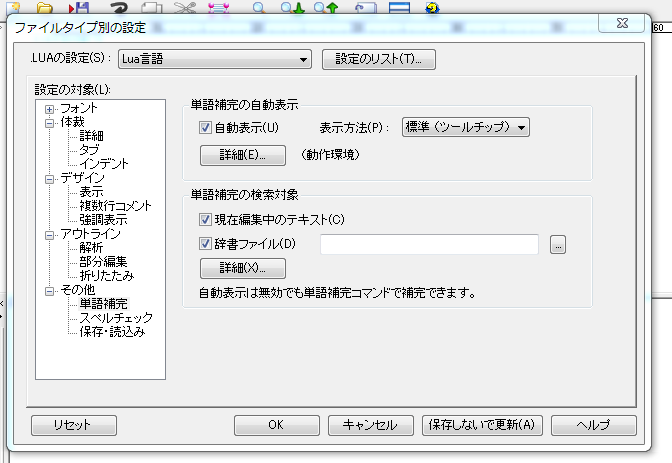 60
ファイルタイプ別の設定
.LUAの設定(S) : Lua言語 設定のリスト(T)...
設定の対象(L):
フォント
体裁
詳細
タブ
インデント
デザイン
表示
複数行コメント
強調表示
アウトライン
解析
部分編集
折りたたみ
その他
単語補完
スペルチェック
保存・読込み
単語補完の自動表示
自動表示(U) 表示方法(P) : 標準（ツールチップ）
詳細(E)... （動作環境）
単語補完の検索対象
現在編集中のテキスト(C)
辞書ファイル(D) ...
詳細(X)...
自動表示は無効でも単語補完コマンドで補完できます。
リセット OK キャンセル 保存しないで更新(A) ヘルプ